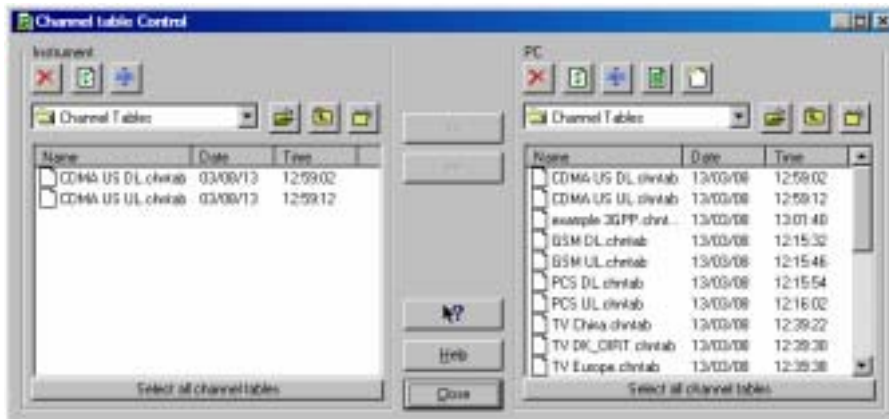 Channel table Control
Instrument
Channel Tables
Name Date Time
CDMA US DL.chntab 03/08/13 12:59:02
CDMA US UL.chntab 03/08/13 12:59:12
Select all channel tables
?
Help
Close
PC
Channel Tables
Name Date Time
CDMA US DL.chntab 13/03/08 12:59:02
CDMA US UL.chntab 13/03/08 12:59:12
example 3GPP.chnt... 13/03/08 13:01:40
GSM DL.chntab 13/03/08 12:15:32
GSM UL.chntab 13/03/08 12:15:46
PCS DL.chntab 13/03/08 12:15:54
PCS UL.chntab 13/03/08 12:16:02
TV China.chntab 13/03/08 12:39:22
TV DK_OIRT.chntab 13/03/08 12:39:30
TV Europe.chntab 13/03/08 12:39:38
Select all channel tables